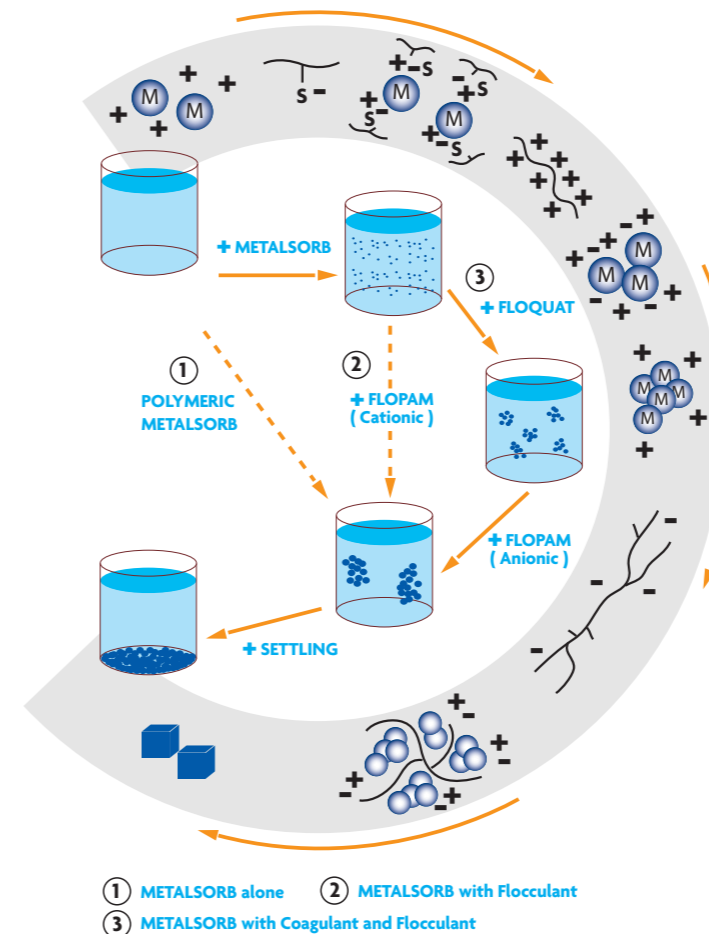 M
M
S
S
M
S
S
M
S
+ METALSORB
3
+ FLOQUAT
M
M
M
1
POLYMERIC
METALSORB
2
+ FLOPAM
( Cationic )
M
M
M
M
M
+ FLOPAM
( Anionic )
+ SETTLING
1 METALSORB alone
2 METALSORB with Flocculant
3 METALSORB with Coagulant and Flocculant